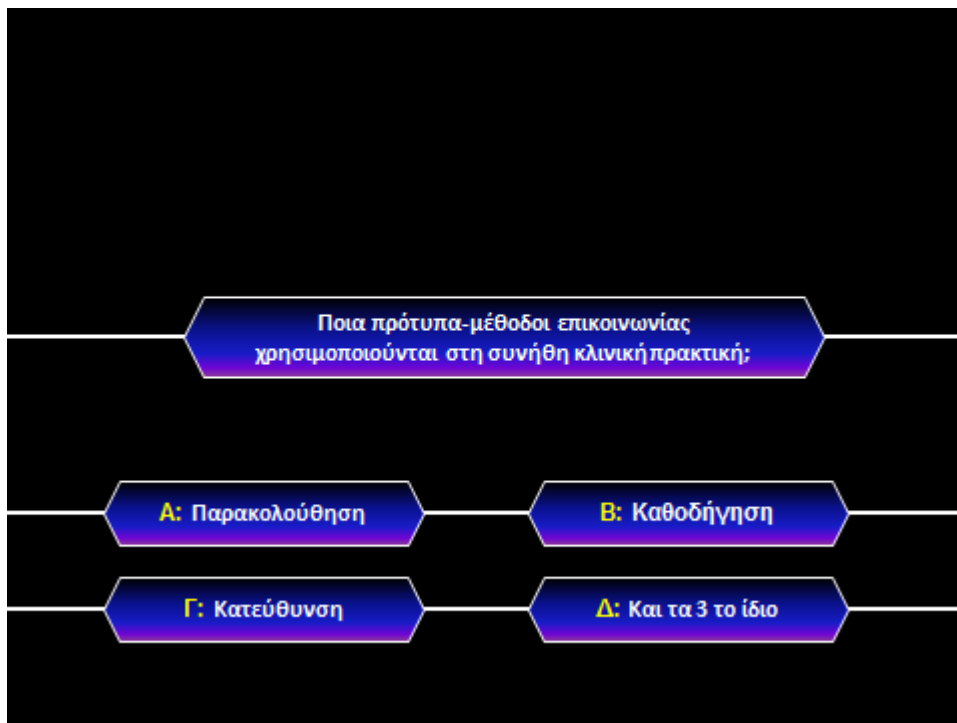 Ποια πρότυπα-μέθοδοι επικοινωνίας
χρησιμοποιούνται στη συνήθη κλινική πρακτική;
Α: Παρακολούθηση
Β: Καθοδήγηση
Γ: Κατεύθυνση
Δ: Και τα 3 το ίδιο